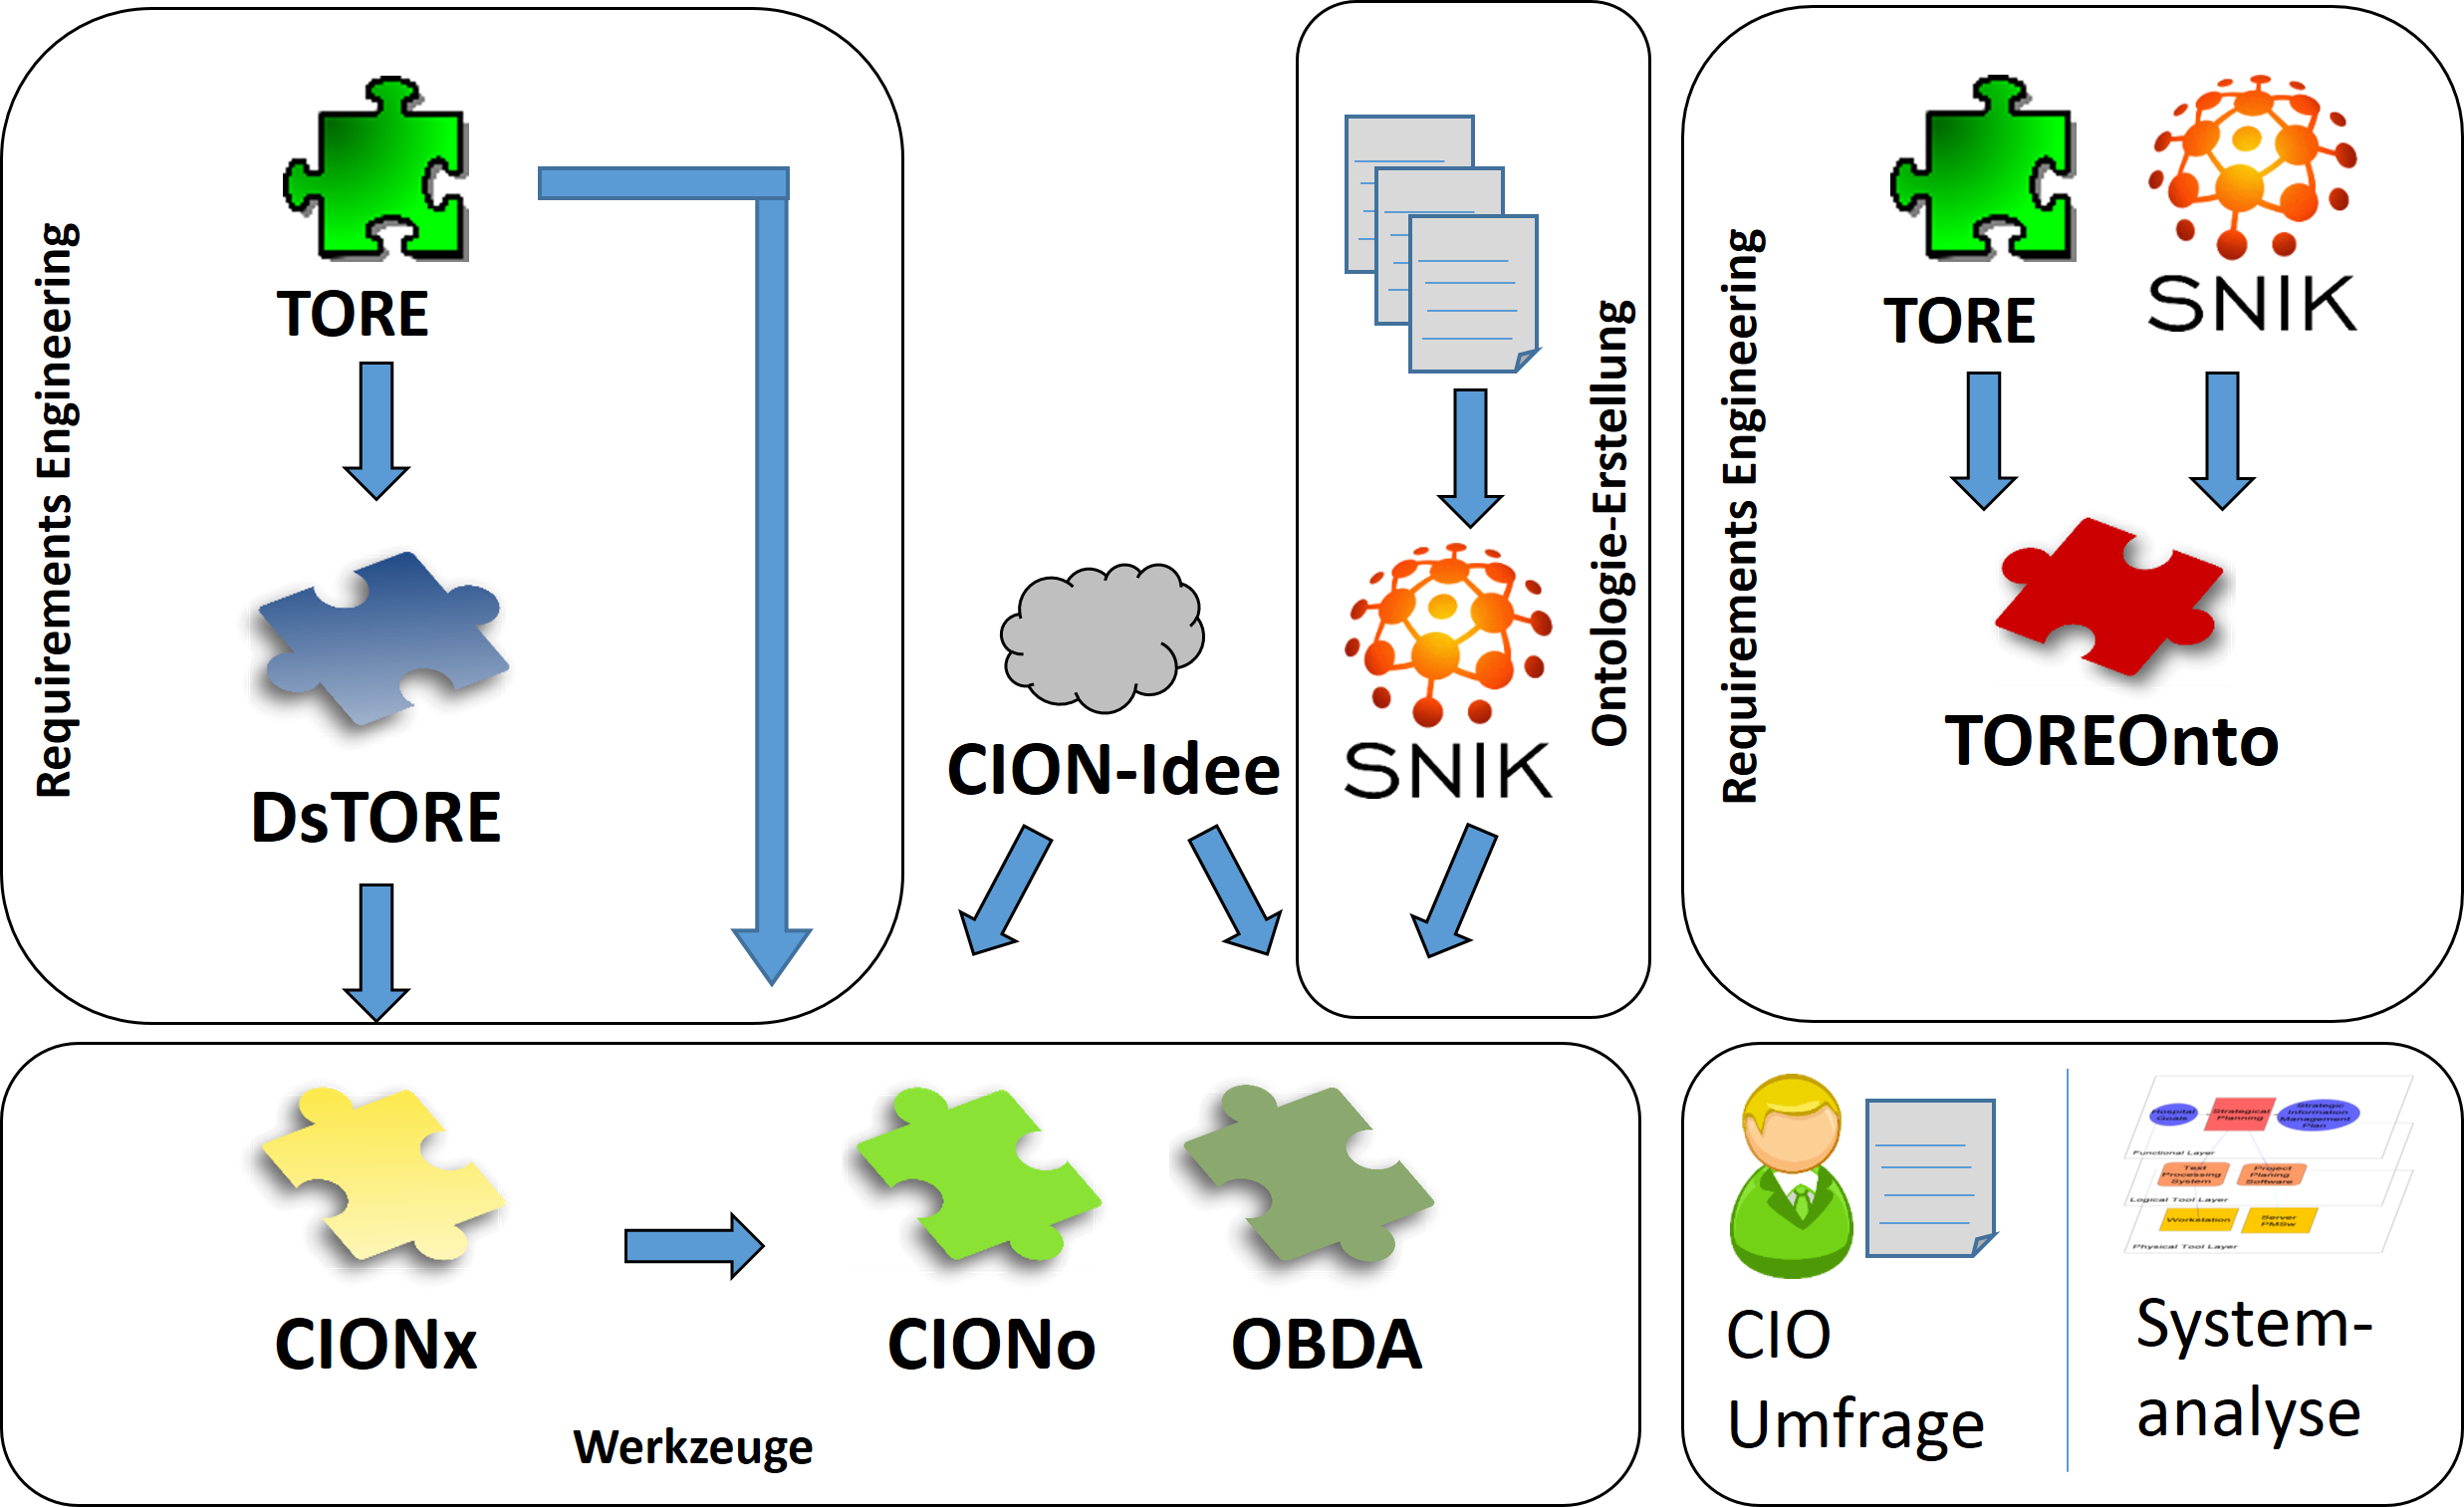 Requirements Engineering
TORE
DsTORE
CION-Idee
Ontologie-Erstellung
SNIK
Requirements Engineering
TORE
SNIK
TOREOnto
CIONx
CIONo
OBDA
Werkzeuge
CIO
Umfrage
Hospital
Goals
Strategical
Planning
Strategic
Information
Management
Plan
Functional Layer
Text
Processing
System
Project
Planing
Software
Logical Tool Layer
Workstation
Server
PMSw
Physical Tool Layer
System-
analyse